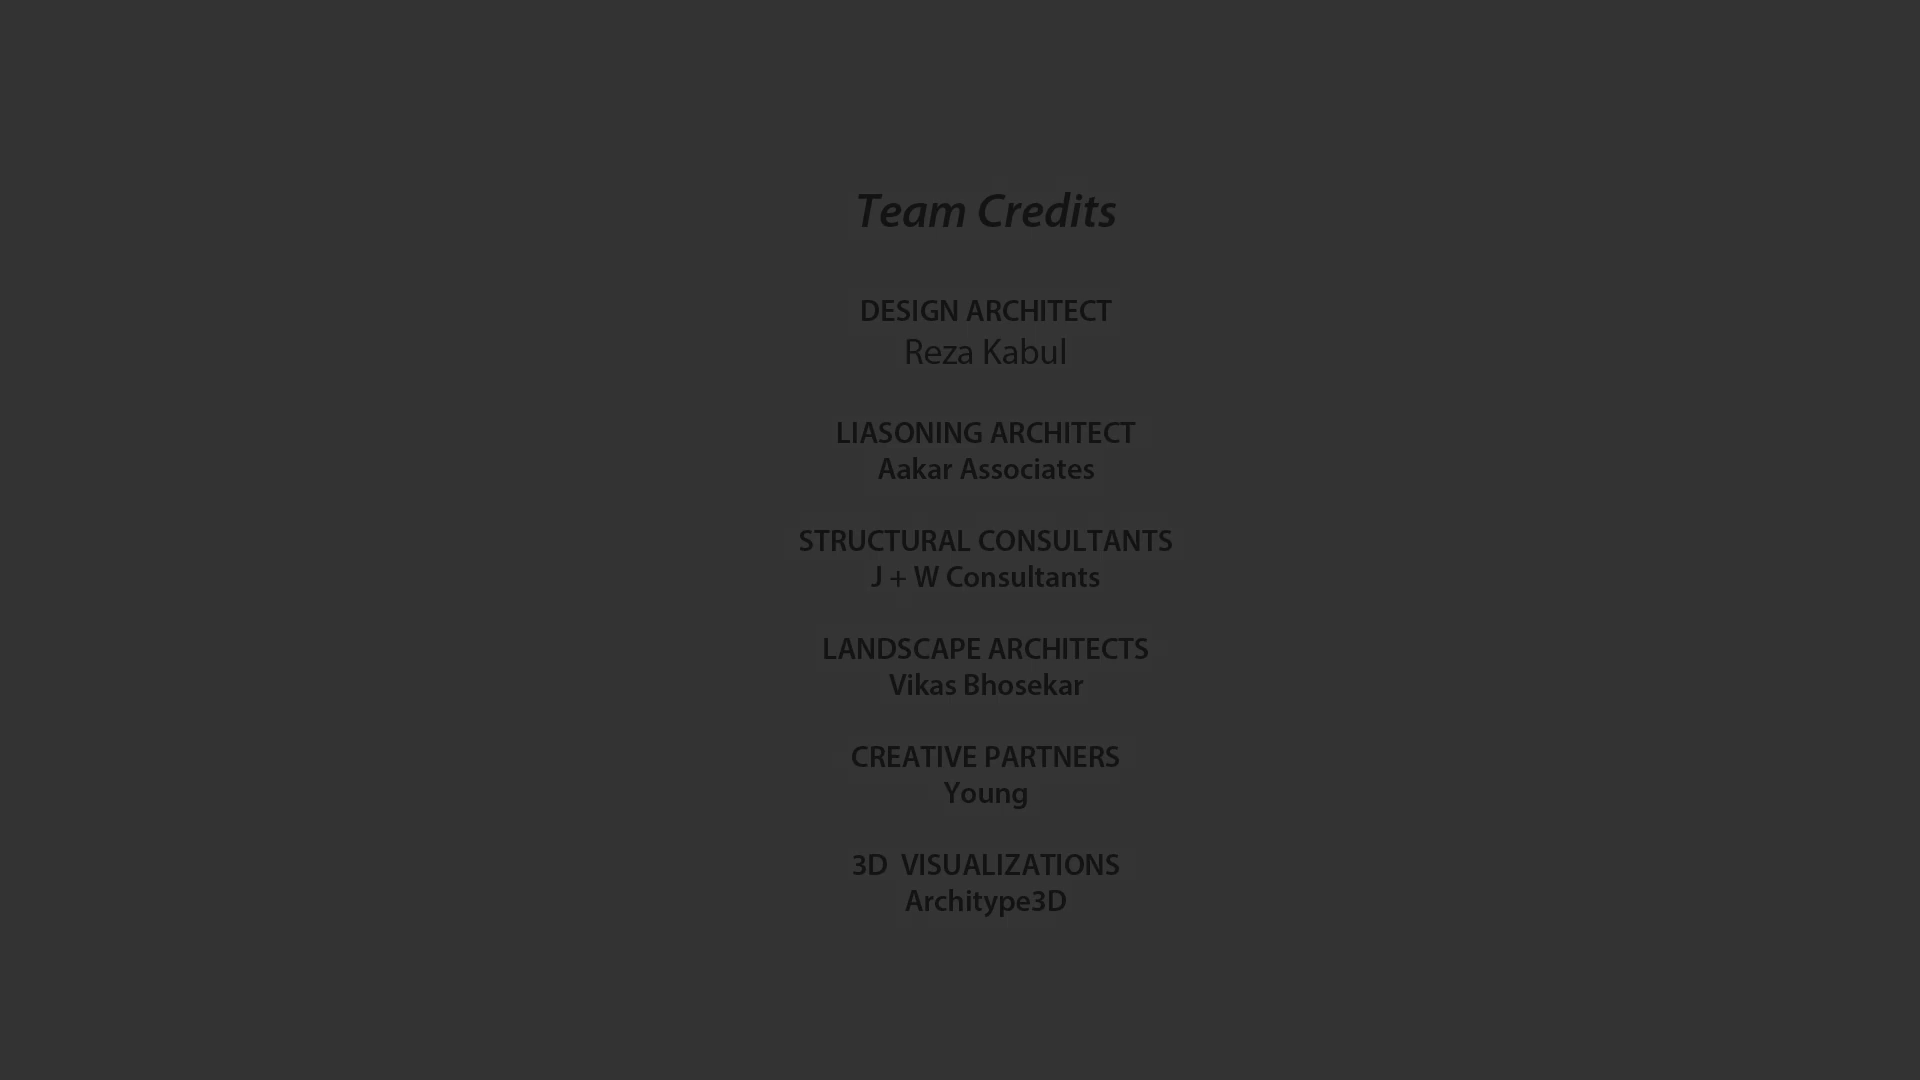 Team Credits
DESIGN ARCHITECT
Reza Kabul
LIASONING ARCHITECT
Aakar Associates
STRUCTURAL CONSULTANTS
J + W Consultants
LANDSCAPE ARCHITECTS
Vikas Bhosekar
CREATIVE PARTNERS
Young
3D VISUALIZATIONS
Architype3D